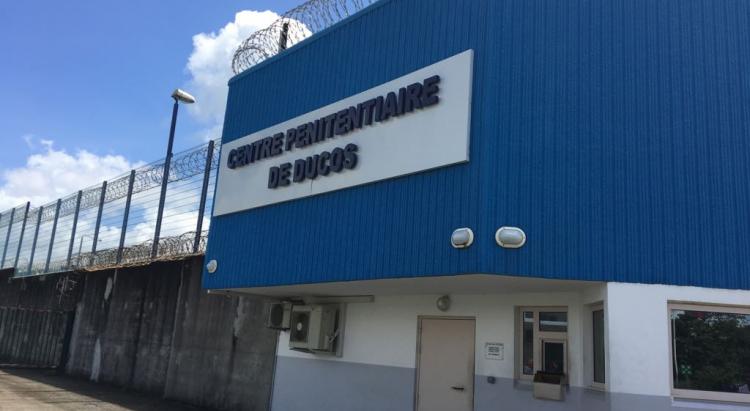 CENTRE PENITENTIAIRE
DE DUCOS